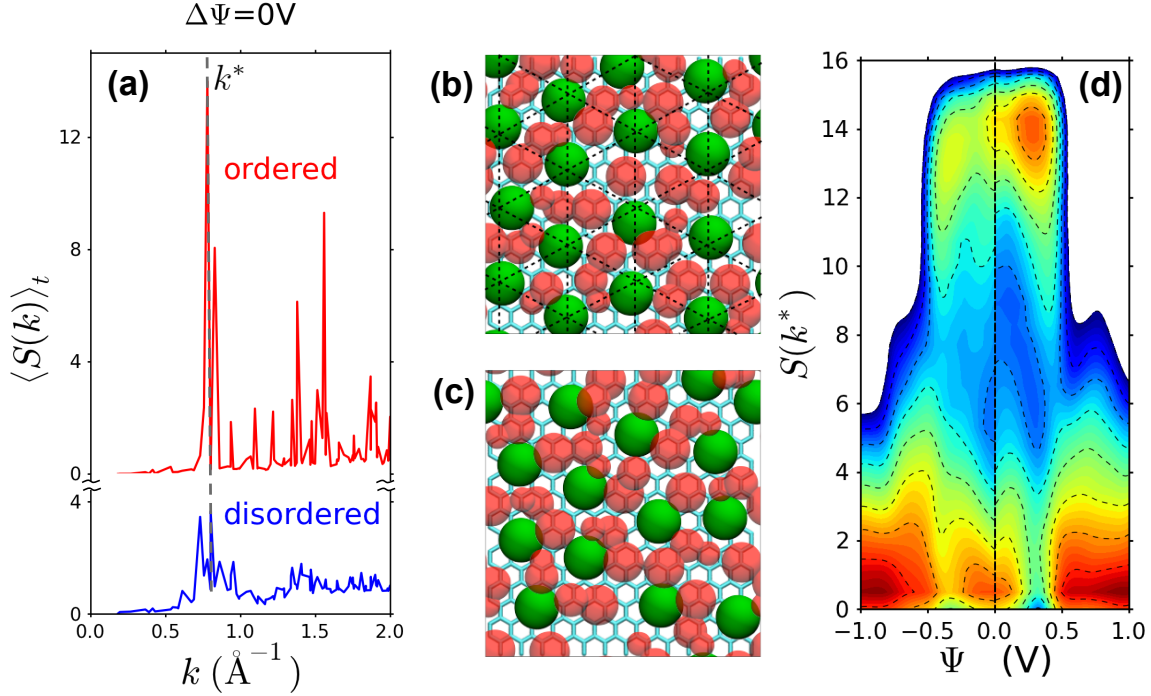 ΔΨ=0V
(a)
k*
ordered
disordered
12
8
4
0
4
0
⟨S(k)⟩t
0.0 0.5 1.0 1.5 2.0
k (Å⁻¹)
(b)
(c)
(d)
16
14
12
10
8
6
4
2
0
S(k*)
−1.0 −0.5 0.0 0.5 1.0
Ψ (V)